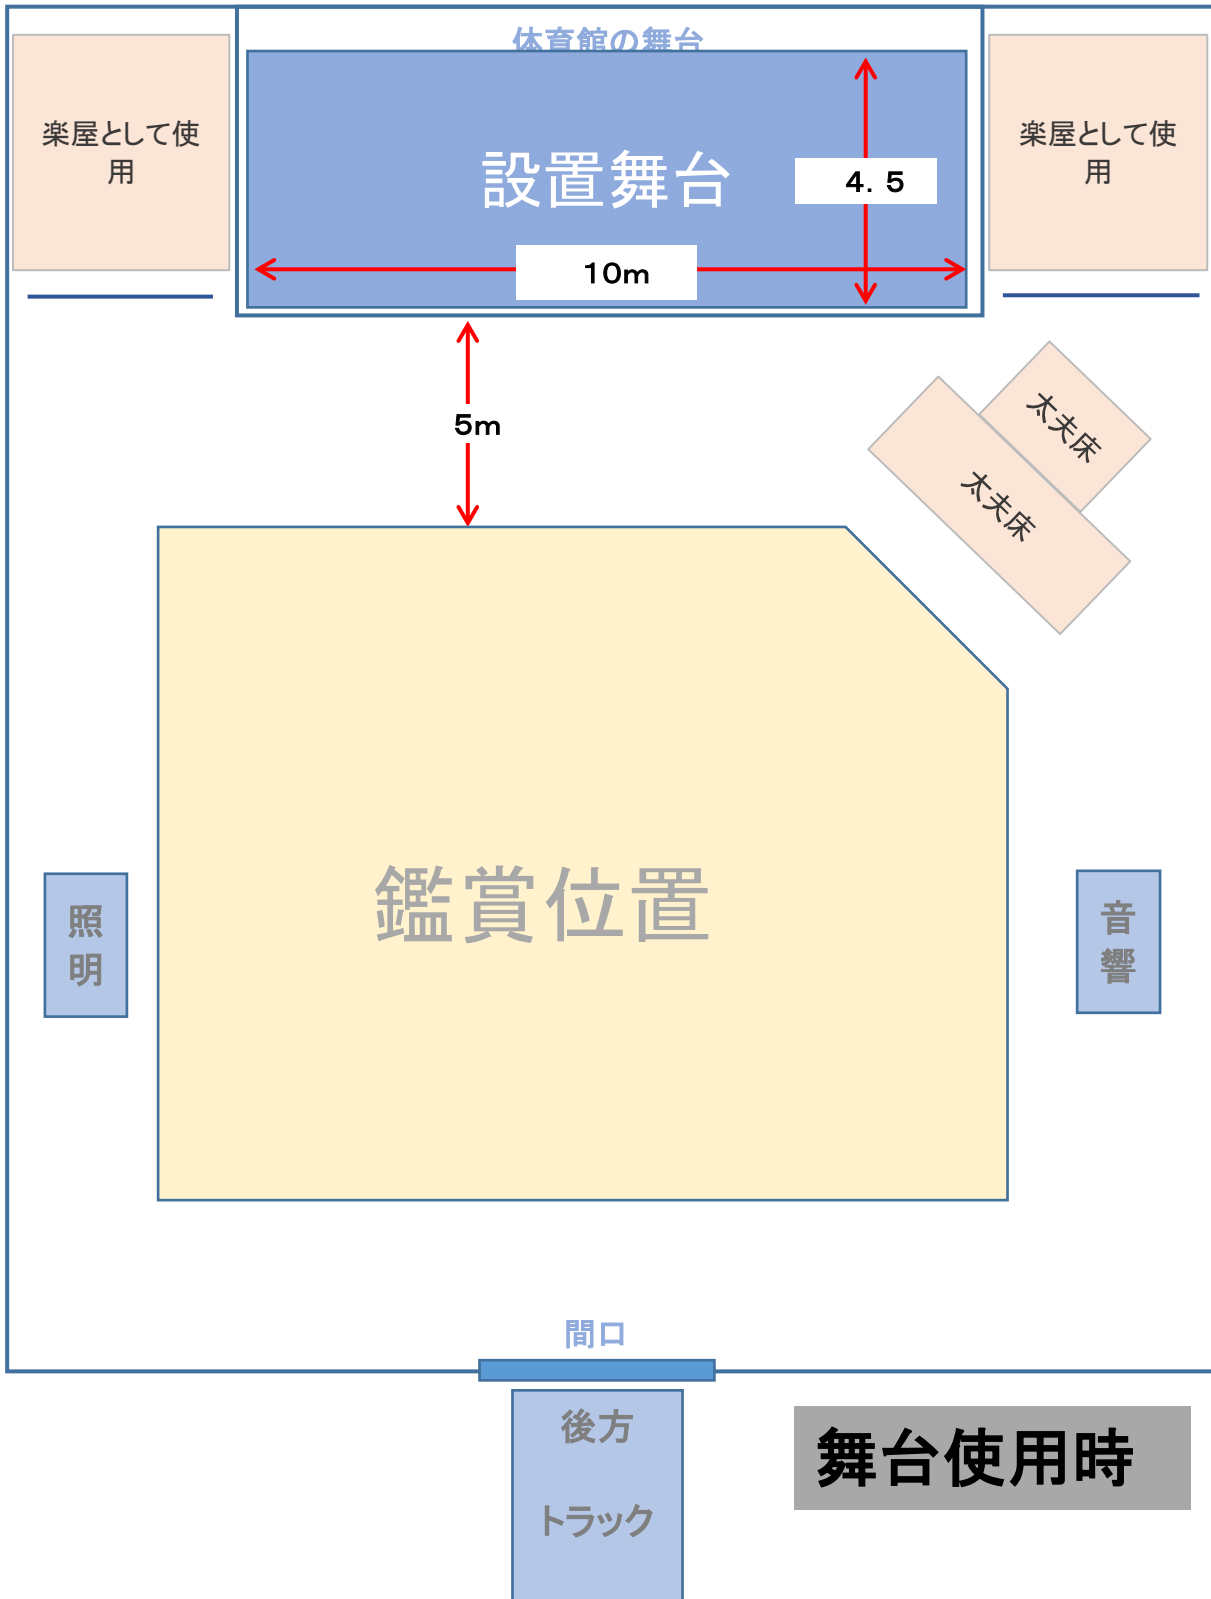 体育館の舞台
楽屋として使
用
設置舞台
４．５
楽屋として使
用
１０ｍ
５ｍ
太夫床
太夫床
鑑賞位置
照
明
音
響
間口
後方
トラック
舞台使用時